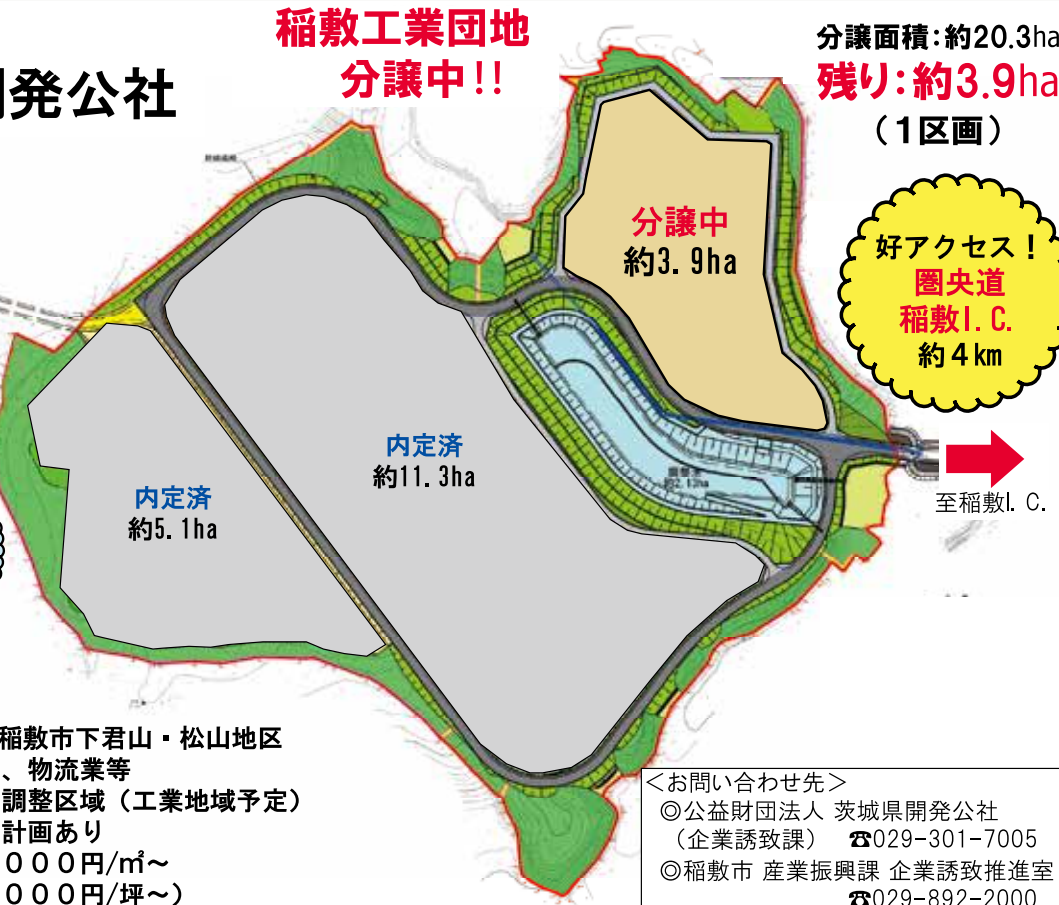 稲敷工業団地
分譲中!!
開発公社
分譲面積:約20.3ha
残り:約3.9ha
(1区画)
分譲中
約3.9ha
好アクセス!
圏央道
稲敷I.C.
約4km
内定済
約11.3ha
内定済
約5.1ha
至稲敷I.C.
稲敷市下君山・松山地区
、物流業等
調整区域(工業地域予定)
計画あり
000円/㎡~
000円/坪~)
<お問い合わせ先>
◎公益財団法人 茨城県開発公社
(企業誘致課) ☎029-301-7005
◎稲敷市 産業振興課 企業誘致推進室
☎029-892-2000